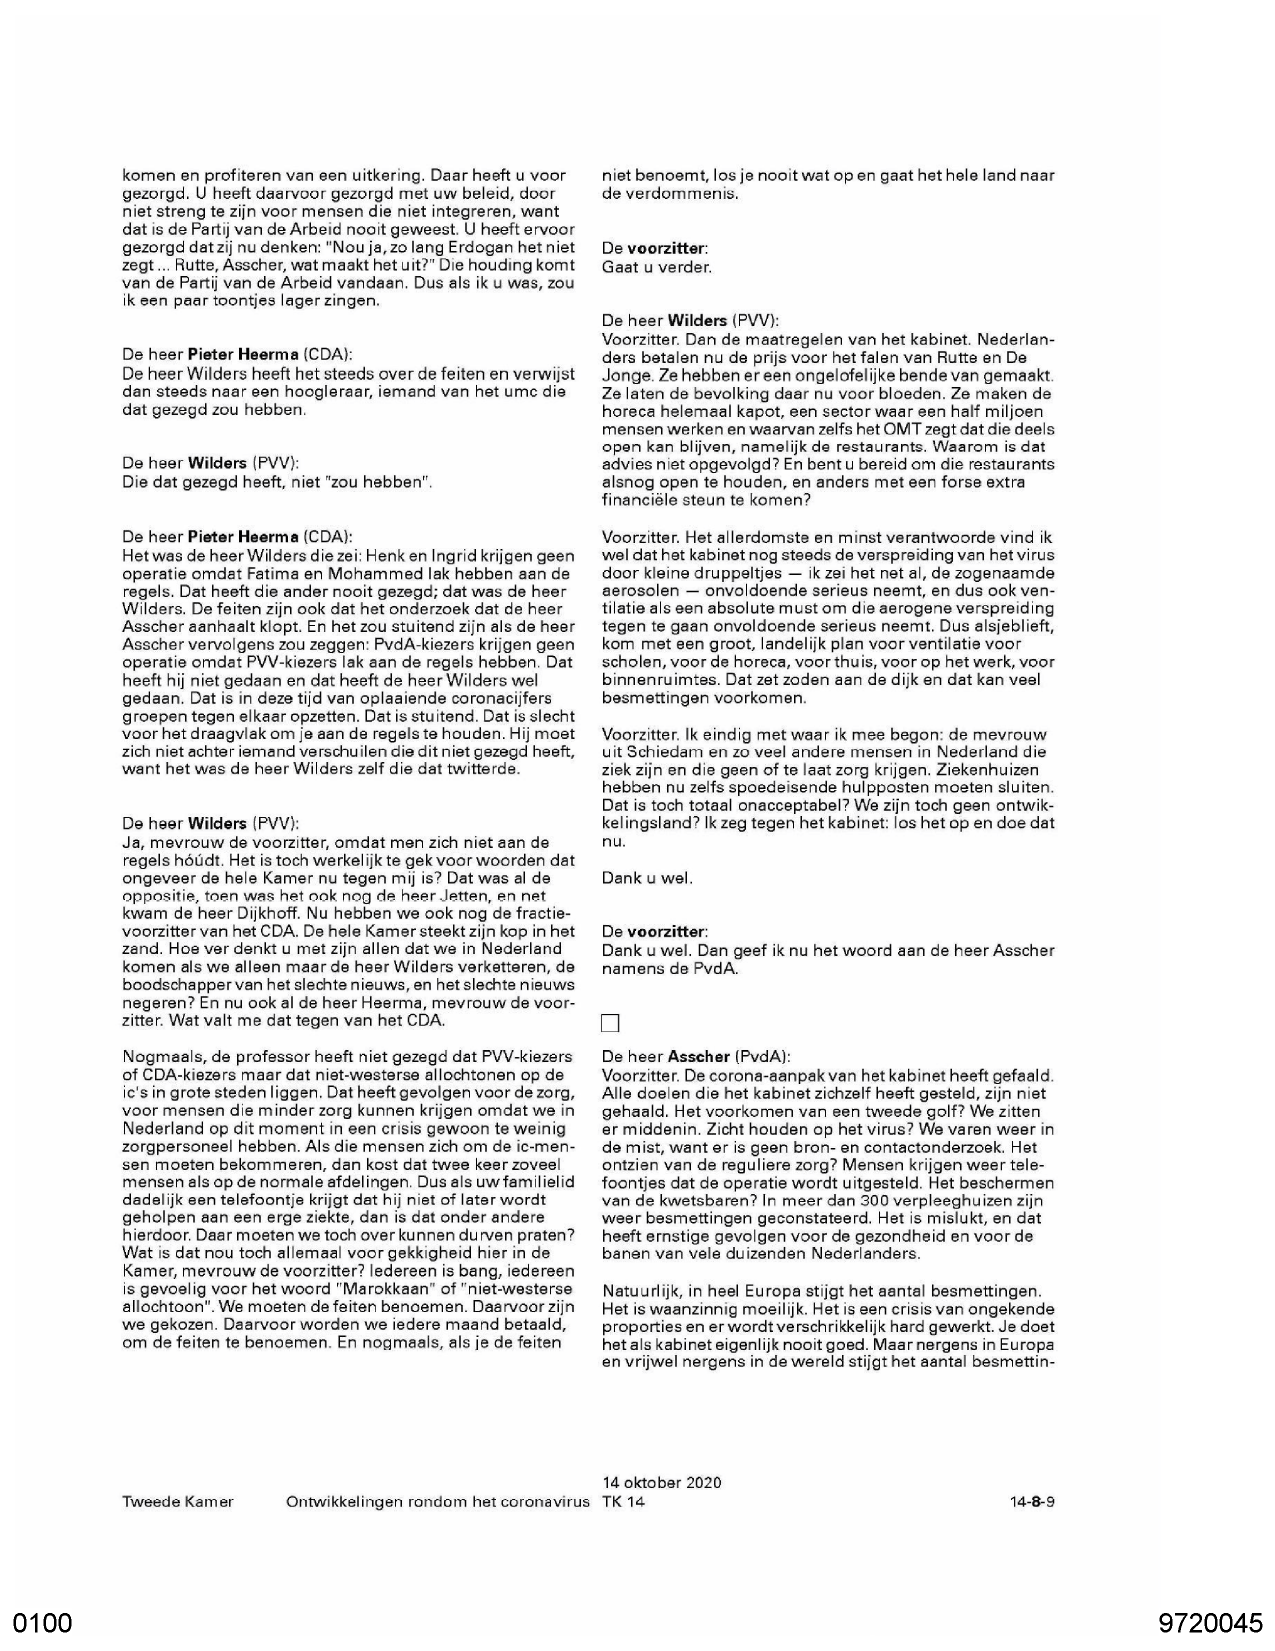 komen en profiteren van een uitkering. Daar heeft u voor
gezorgd. U heeft daarvoor gezorgd met uw beleid, door
niet streng te zijn voor mensen die niet integreren, want
dat is de Partij van de Arbeid nooit geweest. U heeft ervoor
gezorgd dat zij nu denken: "Nou ja, zo lang Erdogan het niet
zegt ... Rutte, Asscher, wat maakt het uit?" Die houding komt
van de Partij van de Arbeid vandaan. Dus als ik u was, zou
ik een paar toontjes lager zingen.
De heer Pieter Heerma (CDA):
De heer Wilders heeft het steeds over de feiten en verwijst
dan steeds naar een hoogleraar, iemand van het umc die
dat gezegd zou hebben.
De heer Wilders (PVV):
Die dat gezegd heeft, niet "zou hebben".
De heer Pieter Heerma (CDA):
Het was de heer Wilders die zei: Henk en Ingrid krijgen geen
operatie omdat Fatima en Mohammed lak hebben aan de
regels. Dat heeft die ander nooit gezegd; dat was de heer
Wilders. De feiten zijn ook dat het onderzoek dat de heer
Asscher aanhaalt klopt. En het zou stuitend zijn als de heer
Asscher vervolgens zou zeggen: PvdA-kiezers krijgen geen
operatie omdat PVV-kiezers lak aan de regels hebben. Dat
heeft hij niet gedaan en dat heeft de heer Wilders wel
gedaan. Dat is in deze tijd van oplaaiende coronacijfers
groepen tegen elkaar opzetten. Dat is stuitend. Dat is slecht
voor het draagvlak om je aan de regels te houden. Hij moet
zich niet achter iemand verschuilen die dit niet gezegd heeft,
want het was de heer Wilders zelf die dat twitterde.
De heer Wilders (PVV):
Ja, mevrouw de voorzitter, omdat men zich niet aan de
regels hóúdt. Het is toch werkelijk te gek voor woorden dat
ongeveer de hele Kamer nu tegen mij is? Dat was al de
oppositie, toen was het ook nog de heer Jetten, en net
kwam de heer Dijkhoff. Nu hebben we ook nog de fractie-
voorzitter van het CDA. De hele Kamer steekt zijn kop in het
zand. Hoe ver denkt u met zijn allen dat we in Nederland
komen als we alleen maar de heer Wilders verketteren, de
boodschapper van het slechte nieuws, en het slechte nieuws
negeren? En nu ook al de heer Heerma, mevrouw de voor-
zitter. Wat valt me dat tegen van het CDA.
Nogmaals, de professor heeft niet gezegd dat PVV-kiezers
of CDA-kiezers maar dat niet-westerse allochtonen op de
ic's in grote steden liggen. Dat heeft gevolgen voor de zorg,
voor mensen die minder zorg kunnen krijgen omdat we in
Nederland op dit moment in een crisis gewoon te weinig
zorgpersoneel hebben. Als die mensen zich om de ic-men-
sen moeten bekommeren, dan kost dat twee keer zoveel
mensen als op de normale afdelingen. Dus als uw familielid
dadelijk een telefoontje krijgt dat hij niet of later wordt
geholpen aan een erge ziekte, dan is dat onder andere
hierdoor. Daar moeten we toch over kunnen durven praten?
Wat is dat nou toch allemaal voor gekkigheid hier in de
Kamer, mevrouw de voorzitter? Iedereen is bang, iedereen
is gevoelig voor het woord "Marokkaan" of "niet-westerse
allochtoon". We moeten de feiten benoemen. Daarvoor zijn
we gekozen. Daarvoor worden we iedere maand betaald,
om de feiten te benoemen. En nogmaals, als je de feiten
niet benoemt, los je nooit wat op en gaat het hele land naar
de verdommenis.
De voorzitter:
Gaat u verder.
De heer Wilders (PVV):
Voorzitter. Dan de maatregelen van het kabinet. Nederlan-
ders betalen nu de prijs voor het falen van Rutte en De
Jonge. Ze hebben er een ongelofelijke bende van gemaakt.
Ze laten de bevolking daar nu voor bloeden. Ze maken de
horeca helemaal kapot, een sector waar een half miljoen
mensen werken en waarvan zelfs het OMT zegt dat die deels
open kan blijven, namelijk de restaurants. Waarom is dat
advies niet opgevolgd? En bent u bereid om die restaurants
alsnog open te houden, en anders met een forse extra
financiële steun te komen?
Voorzitter. Het allerdomste en minst verantwoorde vind ik
wel dat het kabinet nog steeds de verspreiding van het virus
door kleine druppeltjes — ik zei het net al, de zogenaamde
aerosolen — onvoldoende serieus neemt, en dus ook ven-
tilatie als een absolute must om die aerogene verspreiding
tegen te gaan onvoldoende serieus neemt. Dus alsjeblieft,
kom met een groot, landelijk plan voor ventilatie voor
scholen, voor de horeca, voor thuis, voor op het werk, voor
binnenruimtes. Dat zet zoden aan de dijk en dat kan veel
besmettingen voorkomen.
Voorzitter. Ik eindig met waar ik mee begon: de mevrouw
uit Schiedam en zo veel andere mensen in Nederland die
ziek zijn en die geen of te laat zorg krijgen. Ziekenhuizen
hebben nu zelfs spoedeisende hulpposten moeten sluiten.
Dat is toch totaal onacceptabel? We zijn toch geen ontwik-
kelingsland? Ik zeg tegen het kabinet: los het op en doe dat
nu.
Dank u wel.
De voorzitter:
Dank u wel. Dan geef ik nu het woord aan de heer Asscher
namens de PvdA.
De heer Asscher (PvdA):
Voorzitter. De corona-aanpak van het kabinet heeft gefaald.
Alle doelen die het kabinet zichzelf heeft gesteld, zijn niet
gehaald. Het voorkomen van een tweede golf? We zitten
er middenin. Zicht houden op het virus? We varen weer in
de mist, want er is geen bron- en contactonderzoek. Het
ontzien van de reguliere zorg? Mensen krijgen weer tele-
foontjes dat de operatie wordt uitgesteld. Het beschermen
van de kwetsbaren? In meer dan 300 verpleeghuizen zijn
weer besmettingen geconstateerd. Het is mislukt, en dat
heeft ernstige gevolgen voor de gezondheid en voor de
banen van vele duizenden Nederlanders.
Natuurlijk, in heel Europa stijgt het aantal besmettingen.
Het is waanzinnig moeilijk. Het is een crisis van ongekende
proporties en er wordt verschrikkelijk hard gewerkt. Je doet
het als kabinet eigenlijk nooit goed. Maar nergens in Europa
en vrijwel nergens in de wereld stijgt het aantal besmettin-
14 oktober 2020
Tweede Kamer Ontwikkelingen rondom het coronavirus TK 14 14-8-9
0100 9720045